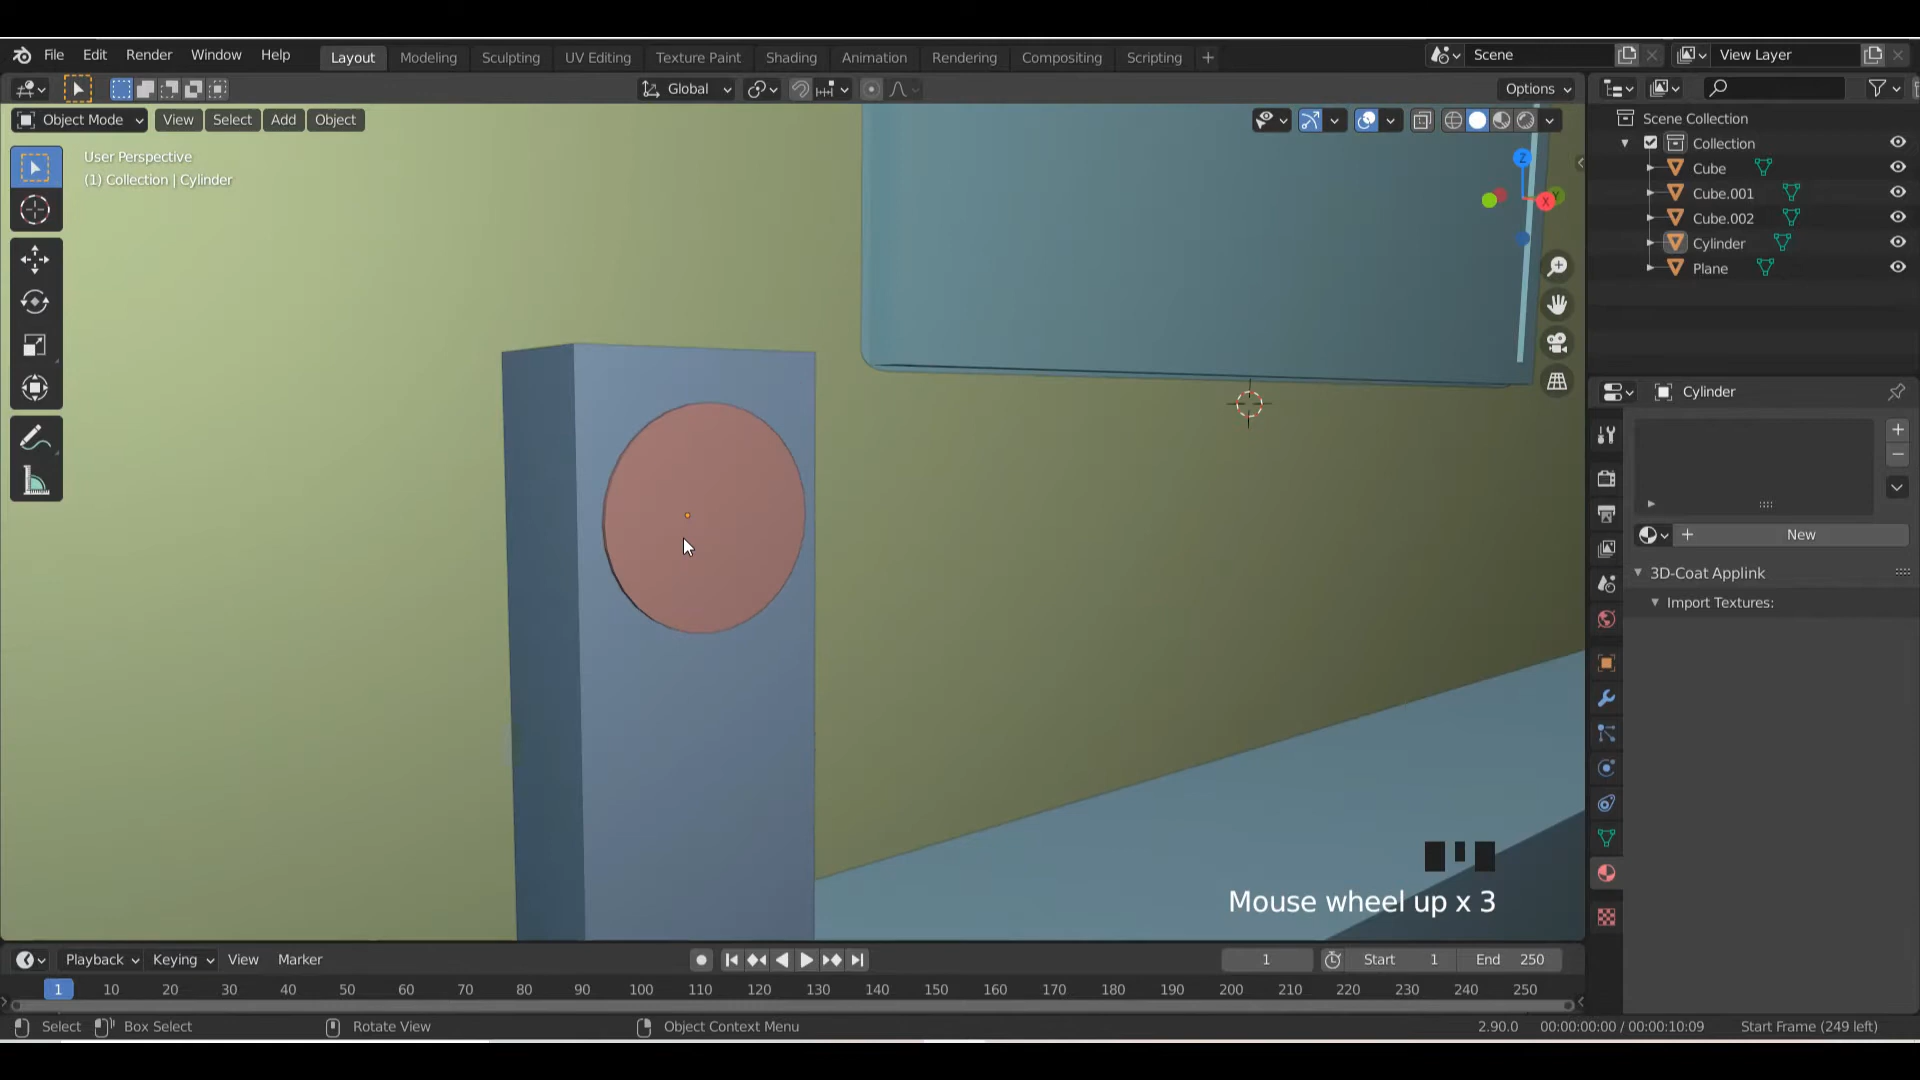 File Edit Render Window Help Layout Modeling Sculpting UV Editing Texture Paint Shading Animation Rendering Compositing Scripting + Scene View Layer
Global Options
Object Mode View Select Add Object
User Perspective
(1) Collection | Cylinder
Z
Y
X
Scene Collection
Collection
Cube
Cube.001
Cube.002
Cylinder
Plane
Cylinder
New
3D-Coat Applink
Import Textures:
Mouse wheel up x 3
Playback Keying View Marker 1 Start 1 End 250
1 10 20 30 40 50 60 70 80 90 100 110 120 130 140 150 160 170 180 190 200 210 220 230 240 250
Select Box Select Rotate View Object Context Menu 2.90.0 00:00:00:00 / 00:00:10:09 Start Frame (249 left)